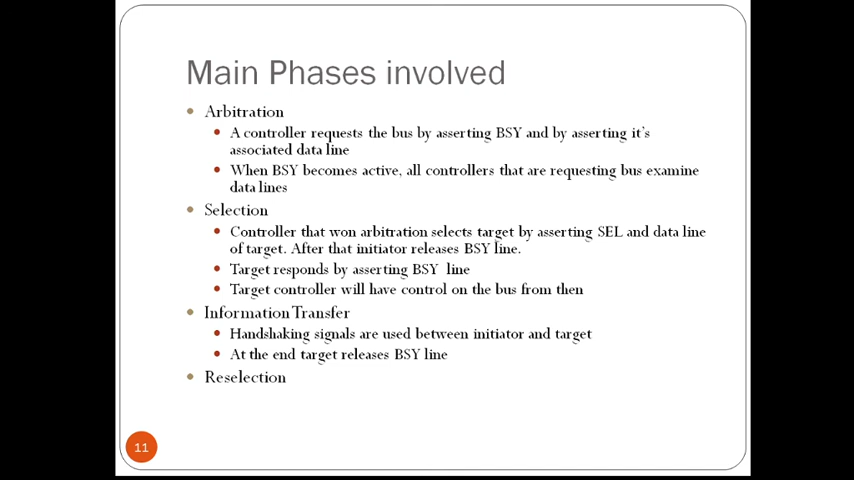 Main Phases involved
Arbitration
A controller requests the bus by asserting BSY and by asserting it's
associated data line
When BSY becomes active, all controllers that are requesting bus examine
data lines
Selection
Controller that won arbitration selects target by asserting SEL and data line
of target. After that initiator releases BSY line.
Target responds by asserting BSY line
Target controller will have control on the bus from then
Information Transfer
Handshaking signals are used between initiator and target
At the end target releases BSY line
Reselection
11